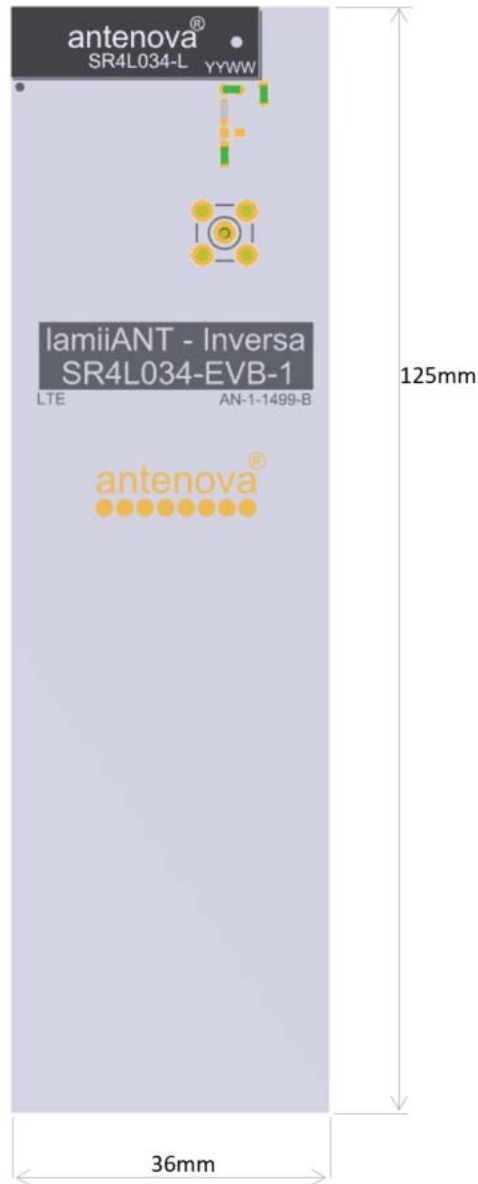 antenova®
SR4L034-L
YYWW
lamiiANT - Inversa
SR4L034-EVB-1
LTE AN-1-1499-B
antenova®
125mm
36mm